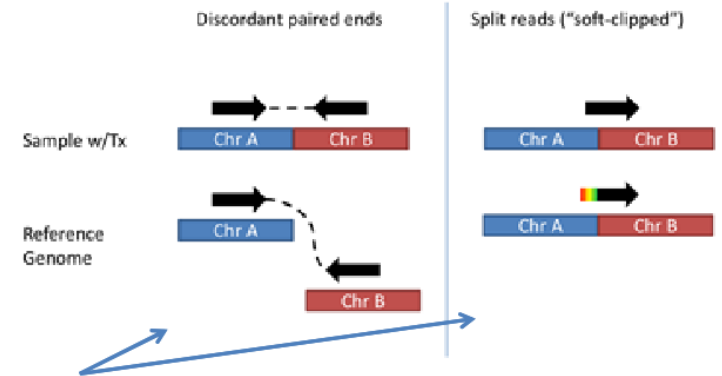 Discordant paired ends
Split reads (“soft-clipped”)
Sample w/Tx
Chr A
Chr B
Chr A
Chr B
Reference
Genome
Chr A
Chr B
Chr A
Chr B